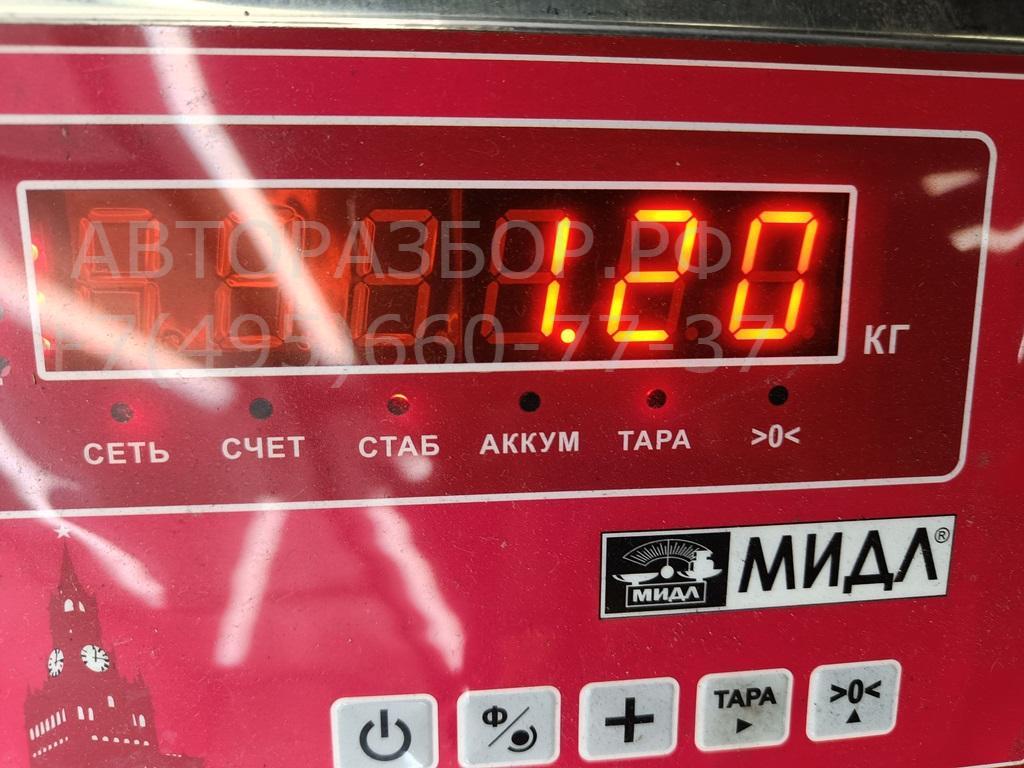 АВТОРАЗБОР.РФ
+7(495)660-77-37
1.20
КГ
СЕТЬ СЧЕТ СТАБ АККУМ ТАРА >0<
МИДЛ МИДЛ®
Ф ТАРА >0<